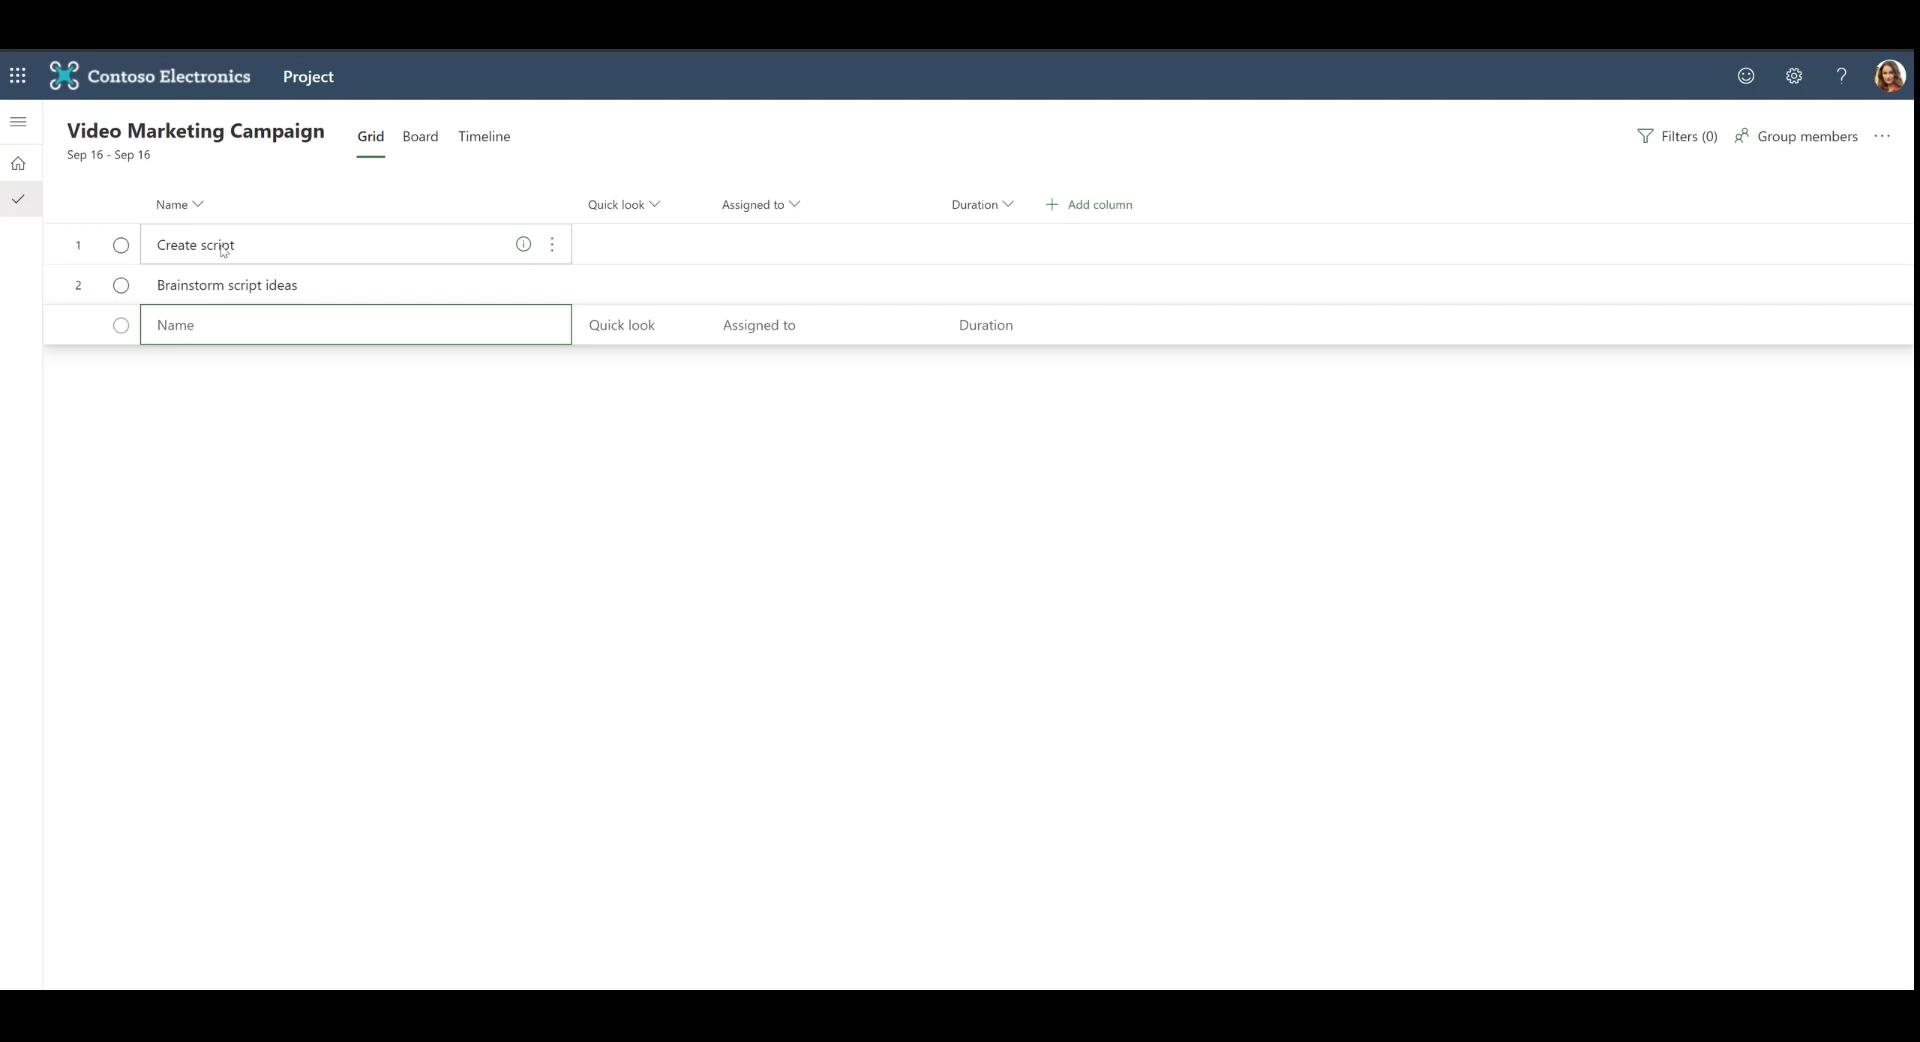 Contoso Electronics Project ?
Video Marketing Campaign Grid Board Timeline Filters (0) Group members
Sep 16 - Sep 16
Name Quick look Assigned to Duration Add column
1 Create script
2 Brainstorm script ideas
Name Quick look Assigned to Duration